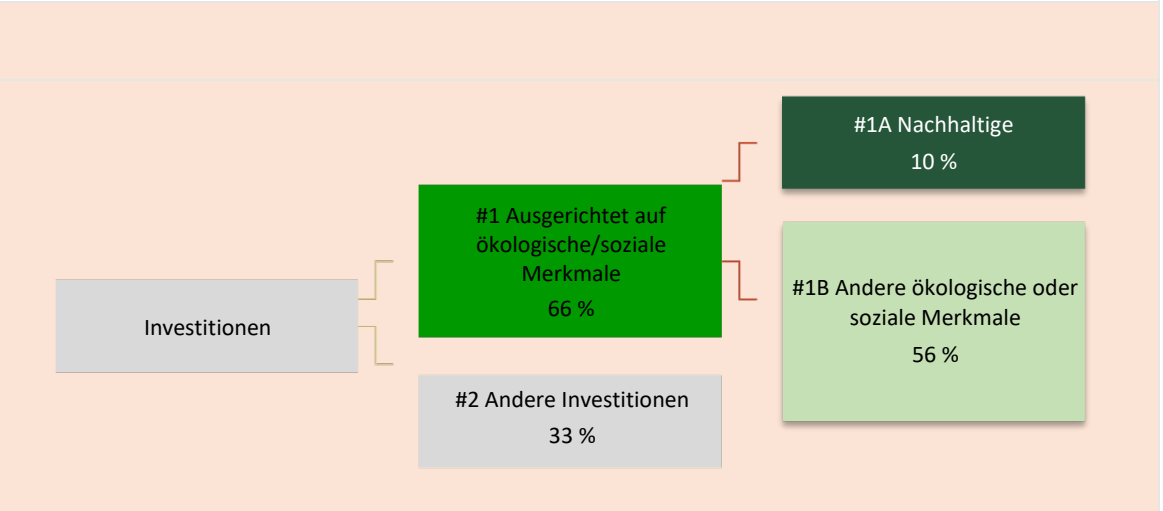 Investitionen
#1 Ausgerichtet auf
ökologische/soziale
Merkmale
66 %
#2 Andere Investitionen
33 %
#1A Nachhaltige
10 %
#1B Andere ökologische oder
soziale Merkmale
56 %